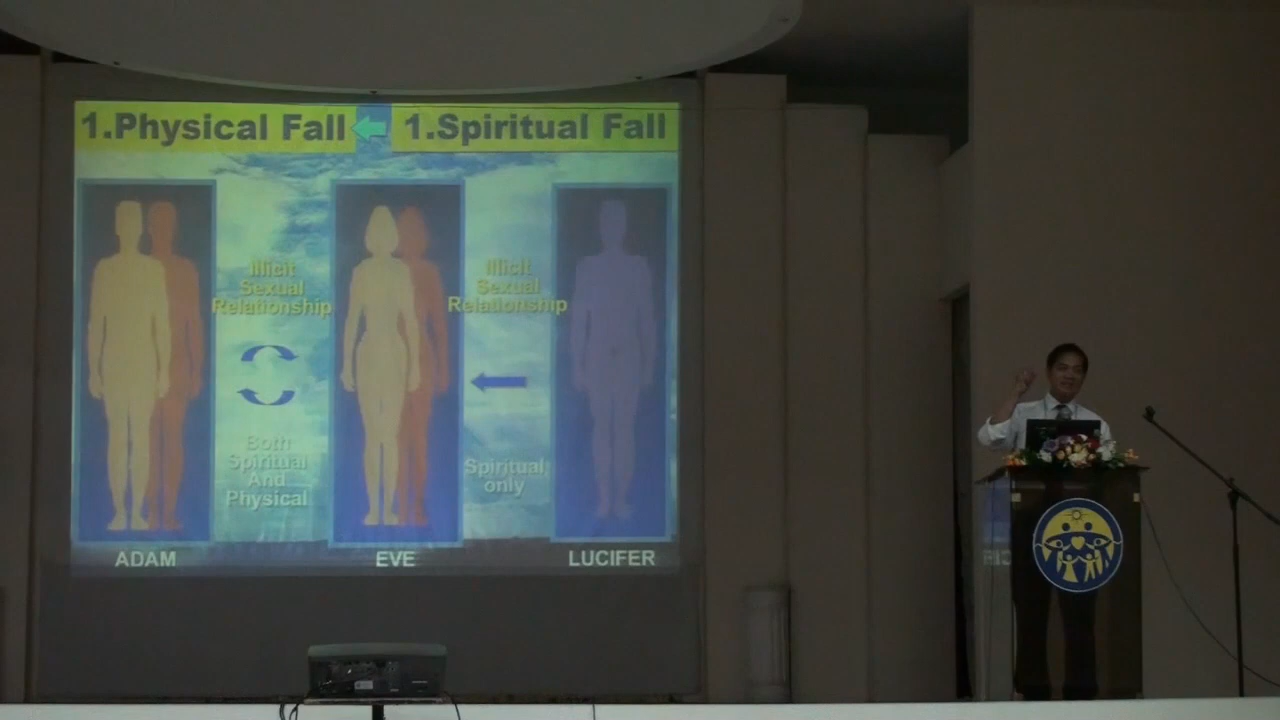 1.Physical Fall
1.Spiritual Fall
Illicit
Sexual
Relationship
Illicit
Sexual
Relationship
Both
Spiritual
And
Physical
Spiritual
only
ADAM
EVE
LUCIFER